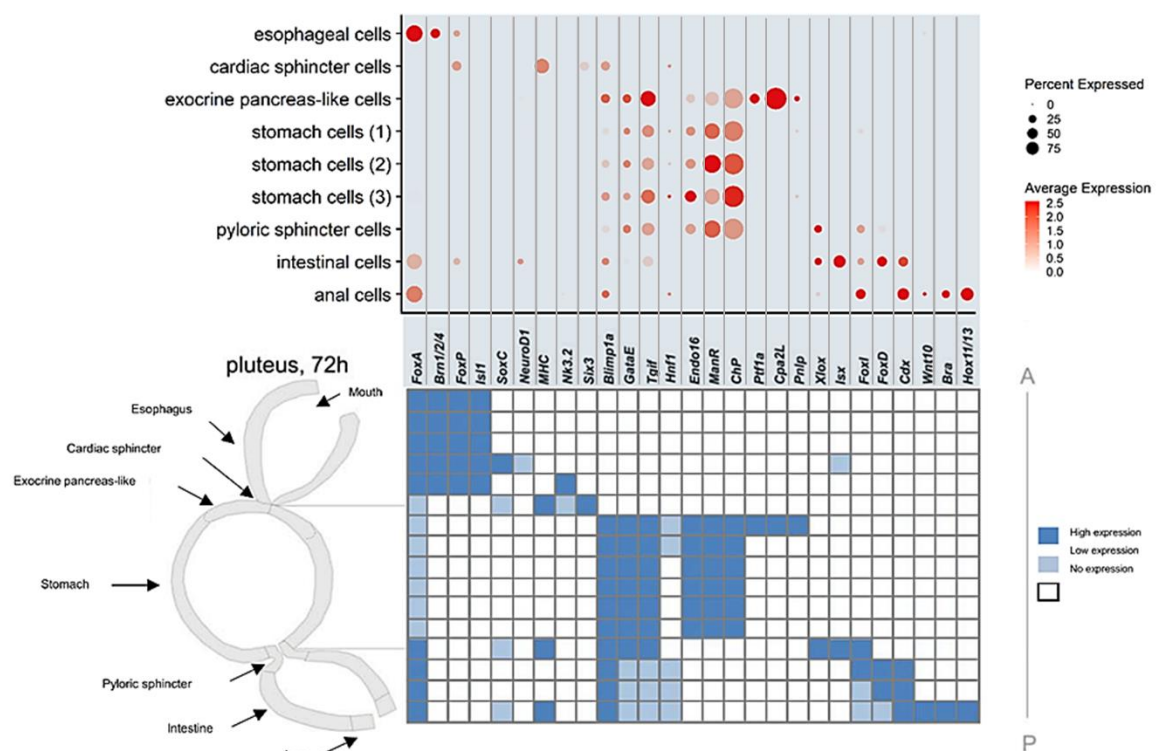 esophageal cells
cardiac sphincter cells
exocrine pancreas-like cells
stomach cells (1)
stomach cells (2)
stomach cells (3)
pyloric sphincter cells
intestinal cells
anal cells
Percent Expressed
0
25
50
75
Average Expression
2.5
2.0
1.5
1.0
0.5
0.0
FoxA
Brn1/2/4
FoxP
Isl1
SoxC
NeuroD1
MHC
Nk3.2
Six3
Blimp1a
GataE
Tgif
Hnf1
Endo16
ManR
ChP
Ptf1a
Cpa2L
Pnlp
Xlox
Isx
FoxI
FoxD
Cdx
Wnt10
Bra
Hox11/13
pluteus, 72h
Mouth
Esophagus
Cardiac sphincter
Exocrine pancreas-like
Stomach
Pyloric sphincter
Intestine
High expression
Low expression
No expression
A
P